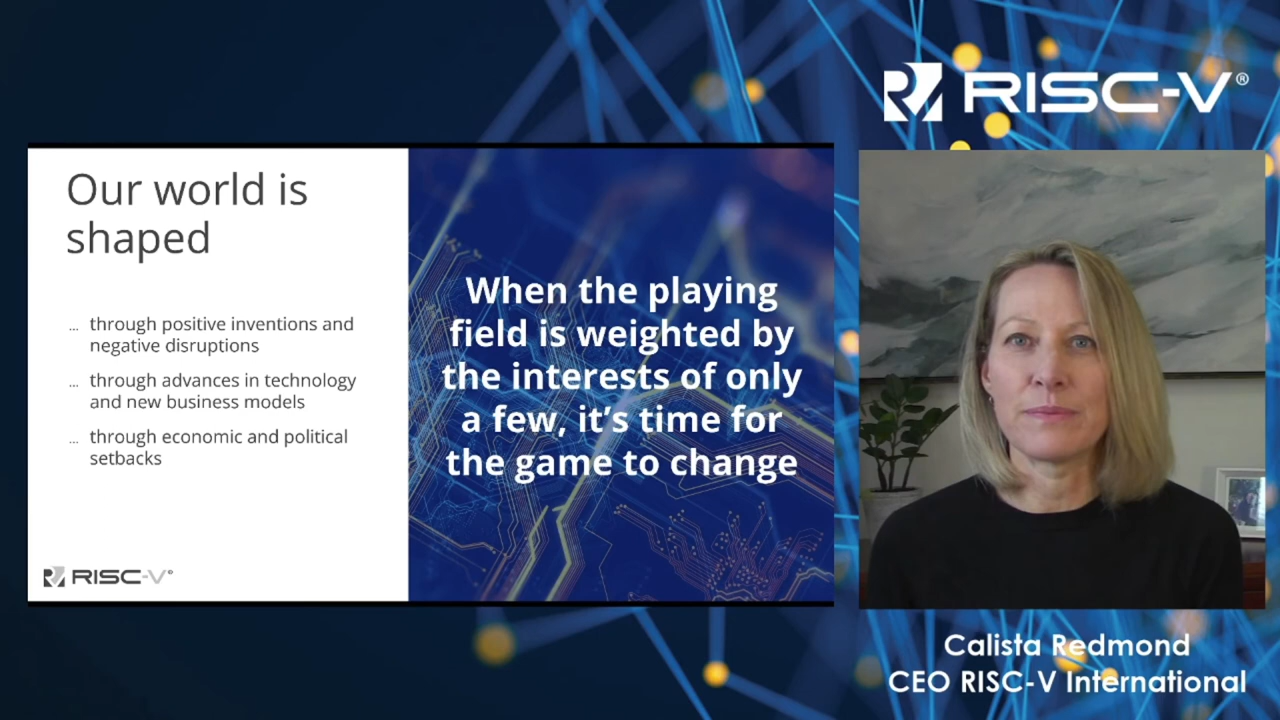 RISC-V®
Our world is
shaped
... through positive inventions and
negative disruptions
... through advances in technology
and new business models
... through economic and political
setbacks
RISC-V®
When the playing
field is weighted by
the interests of only
a few, it’s time for
the game to change
Calista Redmond
CEO RISC-V International